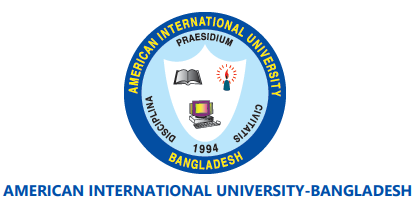 AMERICAN INTERNATIONAL UNIVERSITY
PRAESIDIUM
DISCIPLINA
CIVITATIS
1994
BANGLADESH
AMERICAN INTERNATIONAL UNIVERSITY-BANGLADESH